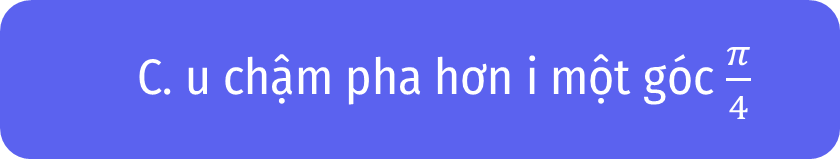 C. u chậm pha hơn i một góc π/4